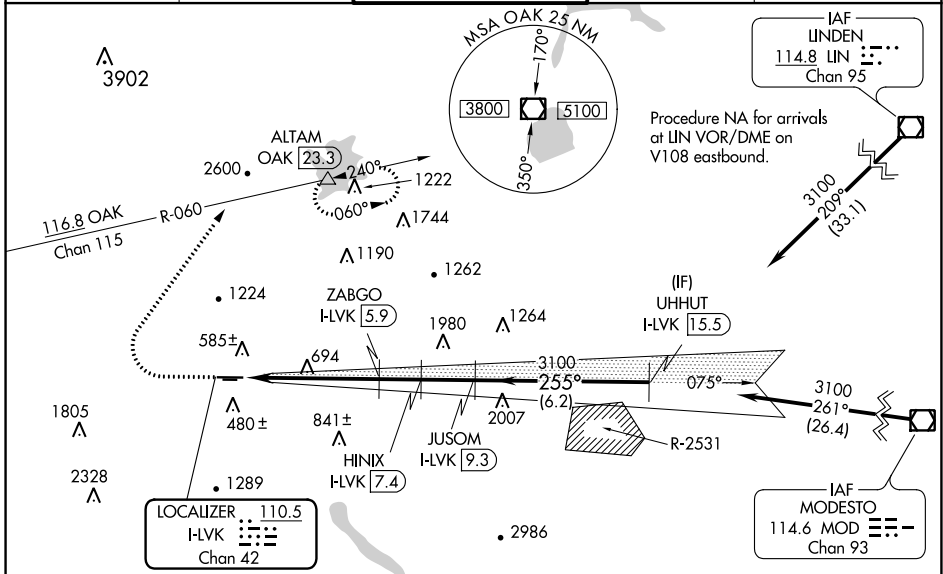 3902
MSA OAK 25 NM
170°
3800
5100
350°
IAF
LINDEN
114.8 LIN
Chan 95
Procedure NA for arrivals
at LIN VOR/DME on
V108 eastbound.
3100
209°
(33.1)
ALTAM
OAK 23.3
2600
240°
060°
1222
1744
116.8 OAK
R-060
Chan 115
1190
1262
1224
ZABGO
I-LVK 5.9
1980
1264
(IF)
UHHUT
I-LVK 15.5
585±
694
3100
255°
(6.2)
075°
3100
261°
(26.4)
1805
480 ±
841±
2007
R-2531
JUSOM
I-LVK 9.3
HINIX
I-LVK 7.4
2328
1289
LOCALIZER 110.5
I-LVK
Chan 42
2986
IAF
MODESTO
114.6 MOD
Chan 93